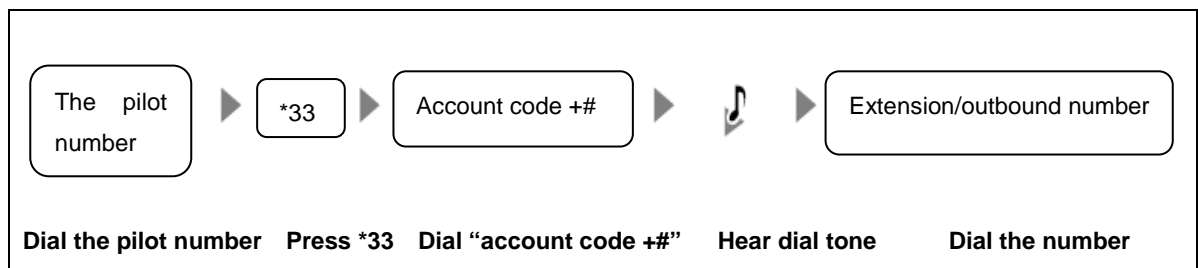 The pilot
number
*33
Account code +#
Extension/outbound number
Dial the pilot number Press *33 Dial “account code +#” Hear dial tone Dial the number